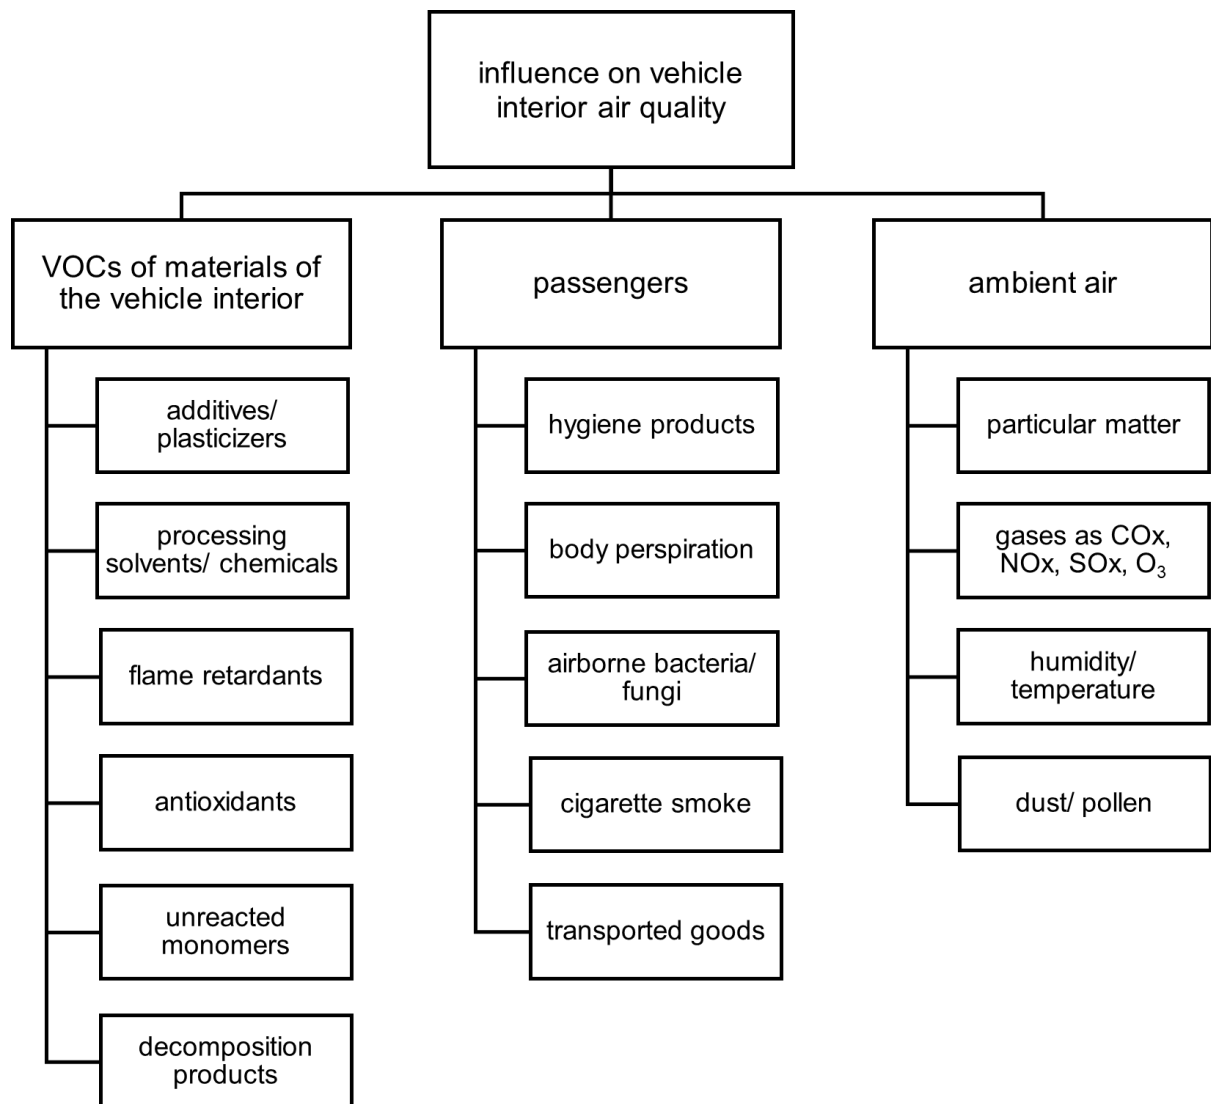 influence on vehicle
interior air quality
VOCs of materials of
the vehicle interior
additives/
plasticizers
processing
solvents/ chemicals
flame retardants
antioxidants
unreacted
monomers
decomposition
products
passengers
hygiene products
body perspiration
airborne bacteria/
fungi
cigarette smoke
transported goods
ambient air
particular matter
gases as COx,
NOx, SOx, O₃
humidity/
temperature
dust/ pollen